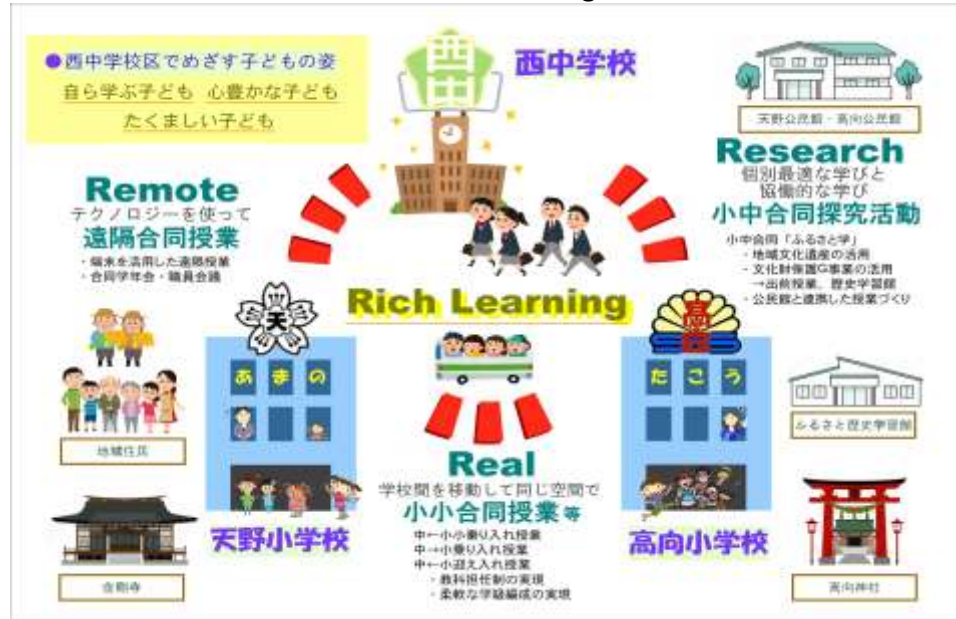 ●西中学校区でめざす子どもの姿
自ら学ぶ子ども 心豊かな子ども
たくましい子ども
西中
西中学校
天野公民館・高向公民館
Remote
テクノロジーを使って
遠隔合同授業
・端末を活用した遠隔授業
・合同学年会・職員会議
Research
個別最適な学びと
協働的な学び
小中合同探究活動
小中合同「ふるさと学」
・地域文化遺産の活用
・文化財保護G事業の活用
→出前授業、歴史学習館
・公民館と連携した授業づくり
Rich Learning
天
あまの
高
たこう
地域住民
ふるさと歴史学習館
Real
学校間を移動して同じ空間で
小小合同授業等
中←小小乗り入れ授業
中→小乗り入れ授業
中←小迎え入れ授業
・教科担任制の実現
・柔軟な学級編成の実現
天野小学校
高向小学校
金剛寺
高向神社